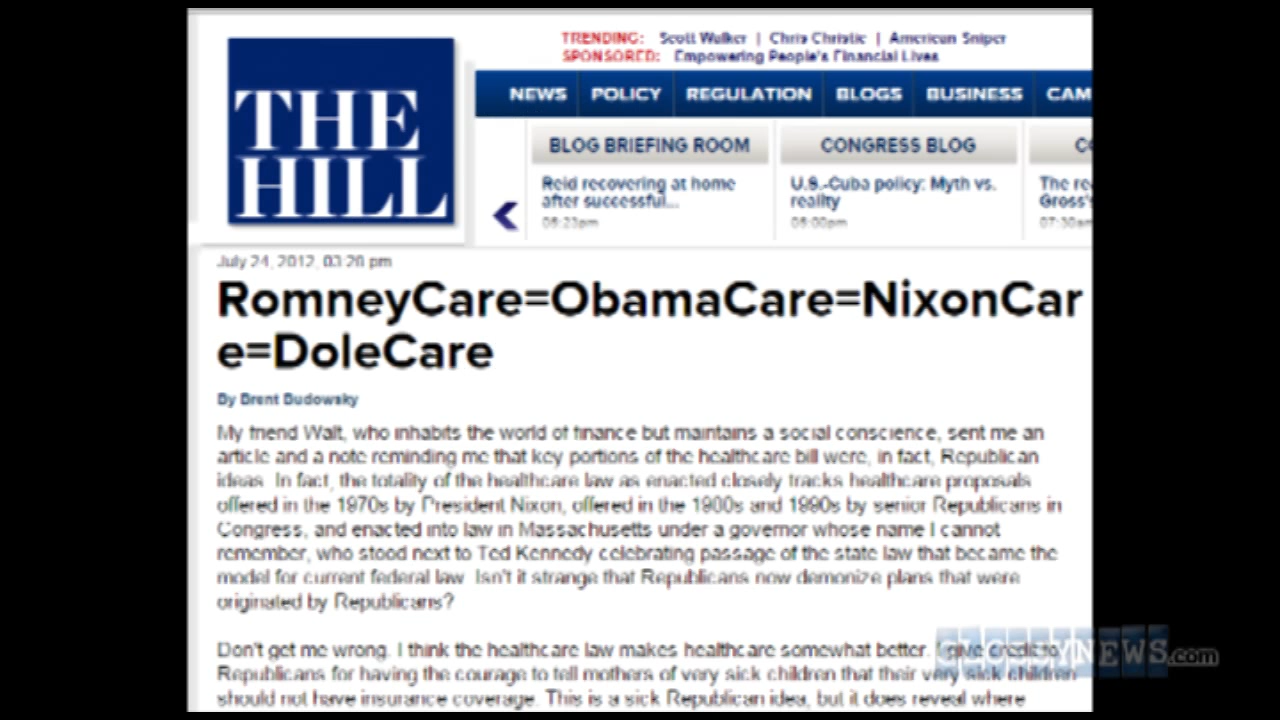 THE
HILL
TRENDING: Scott Walker | Chris Christie | American Sniper
SPONSORED: Empowering People's Financial Lives
NEWS POLICY REGULATION BLOGS BUSINESS CAM
BLOG BRIEFING ROOM CONGRESS BLOG
Reid recovering at home
after successful...
U.S.-Cuba policy: Myth vs.
reality
The re
Gross'
July 24, 2012, 03:28 pm
RomneyCare=ObamaCare=NixonCar
e=DoleCare
By Brent Budowsky
My friend Walt, who inhabits the world of finance but maintains a social conscience, sent me an
article and a note reminding me that key portions of the healthcare bill were, in fact, Republican
ideas. In fact, the totality of the healthcare law as enacted closely tracks healthcare proposals
offered in the 1970s by President Nixon, offered in the and 1990s by senior Republicans in
Congress, and enacted into law in Massachusetts under a governor whose name I cannot
remember, who stood next to Ted Kennedy celebrating passage of the state law that became the
model for current federal law. Isn't it strange that Republicans now demonize plans that were
originated by Republicans?
Don't get me wrong. I think the healthcare law makes healthcare somewhat better. I give credit to
Republicans for having the courage to tell mothers of very sick children that their very sick children
should not have insurance coverage. This is a sick Republican idea, but it does reveal where
GLOSSYNEWS.com